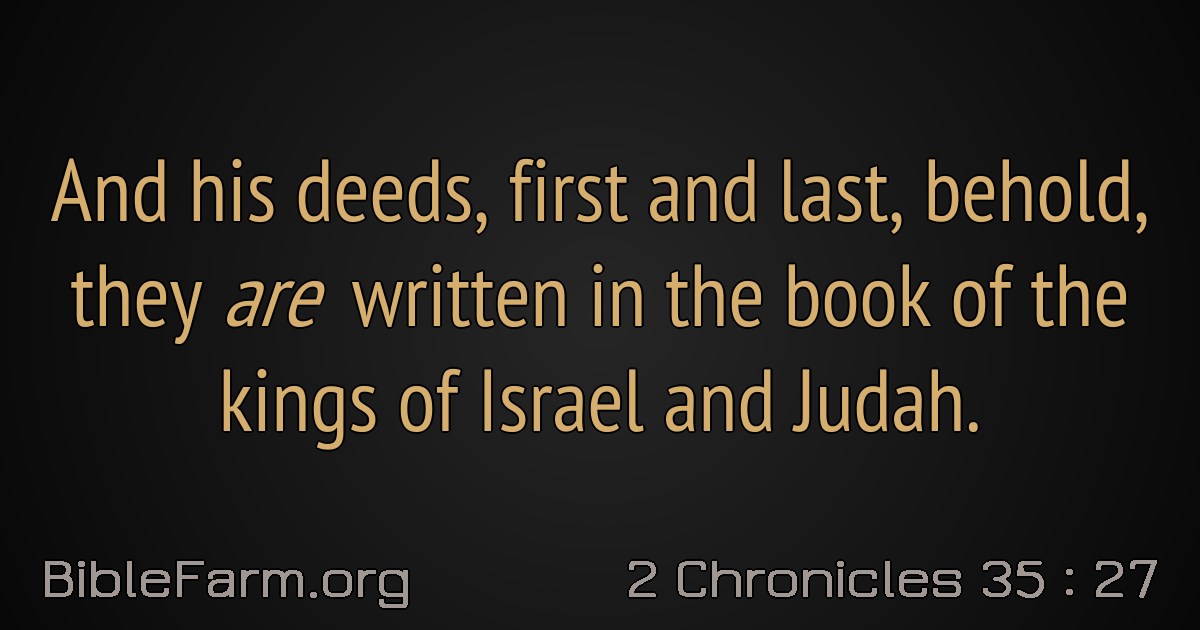 And his deeds, first and last, behold,
they are written in the book of the
kings of Israel and Judah.
BibleFarm.org
2 Chronicles 35 : 27